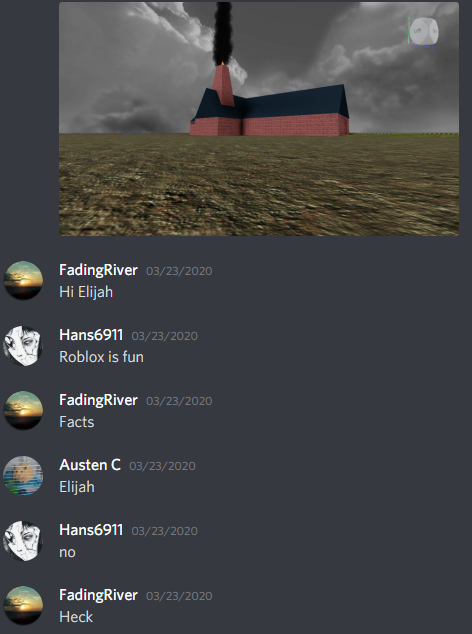 FadingRiver 03/23/2020
Hi Elijah
Hans6911 03/23/2020
Roblox is fun
FadingRiver 03/23/2020
Facts
Austen C 03/23/2020
Elijah
Hans6911 03/23/2020
no
FadingRiver 03/23/2020
Heck